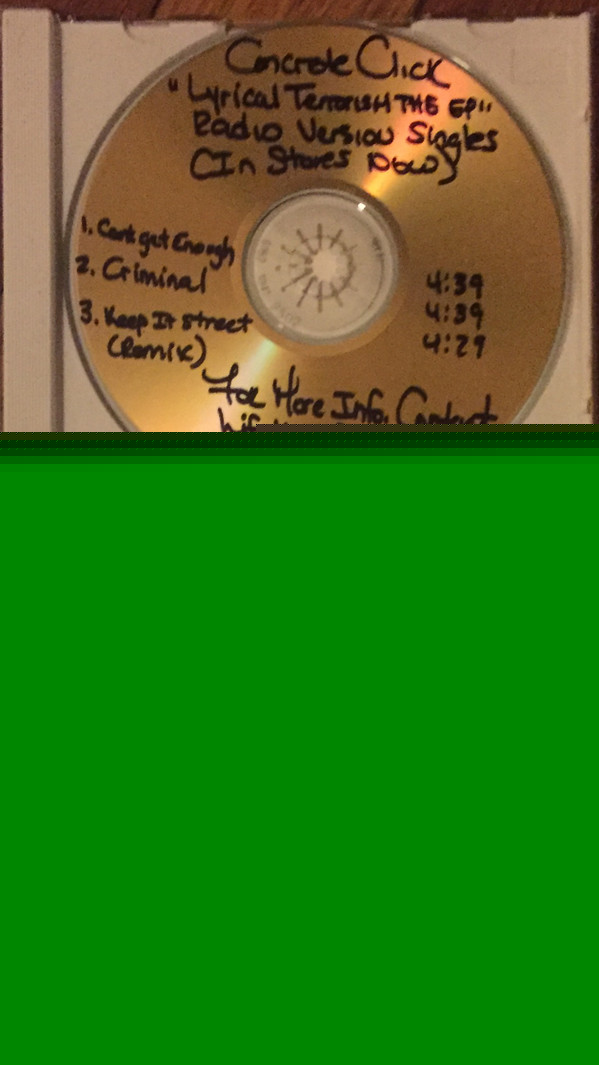 Concrete Click
"Lyrical Terrorism THE EP"
Radio Version Singles
(In Stores Now)
1. Cant get Enough 4:39
2. Criminal 4:39
3. Keep It Street (Remix) 4:29
For More Info, Contact